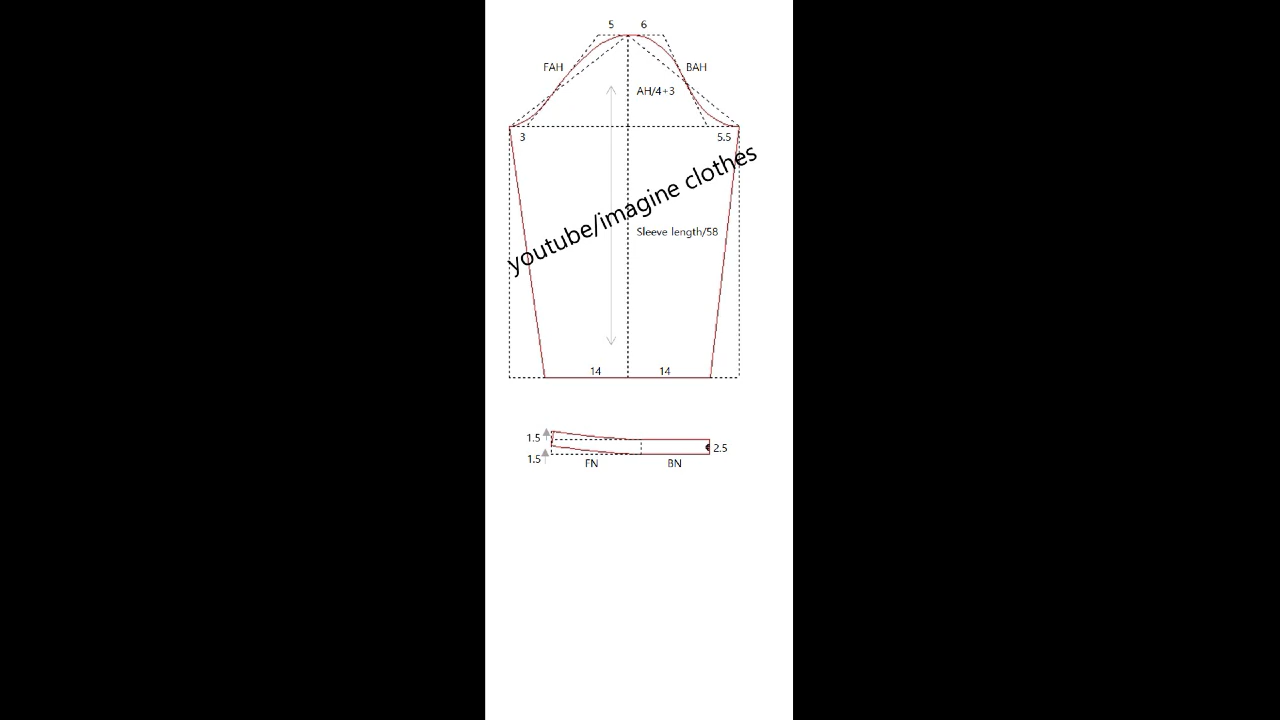 5 6
FAH BAH
AH/4+3
3 5.5
youtube/imagine clothes
Sleeve length/58
14 14
1.5
2.5
1.5
FN BN